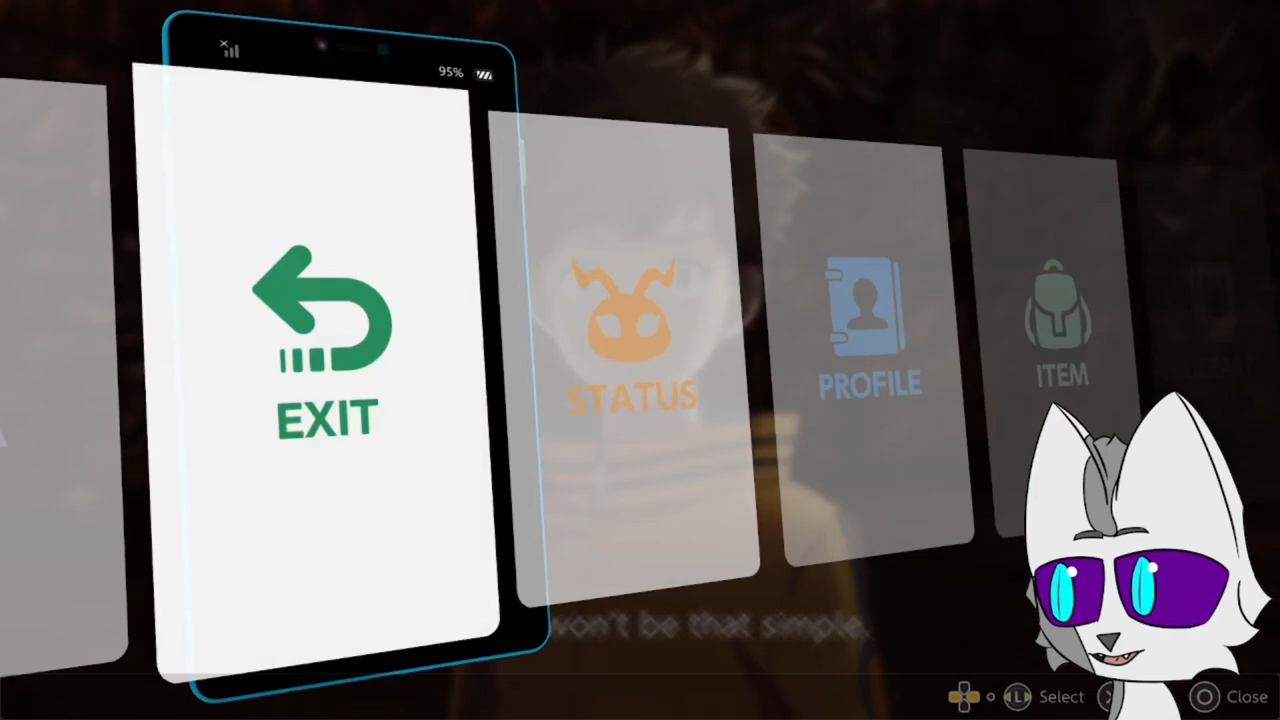 95%
EXIT
STATUS
PROFILE
ITEM
won't be that simple.
L Select
Close